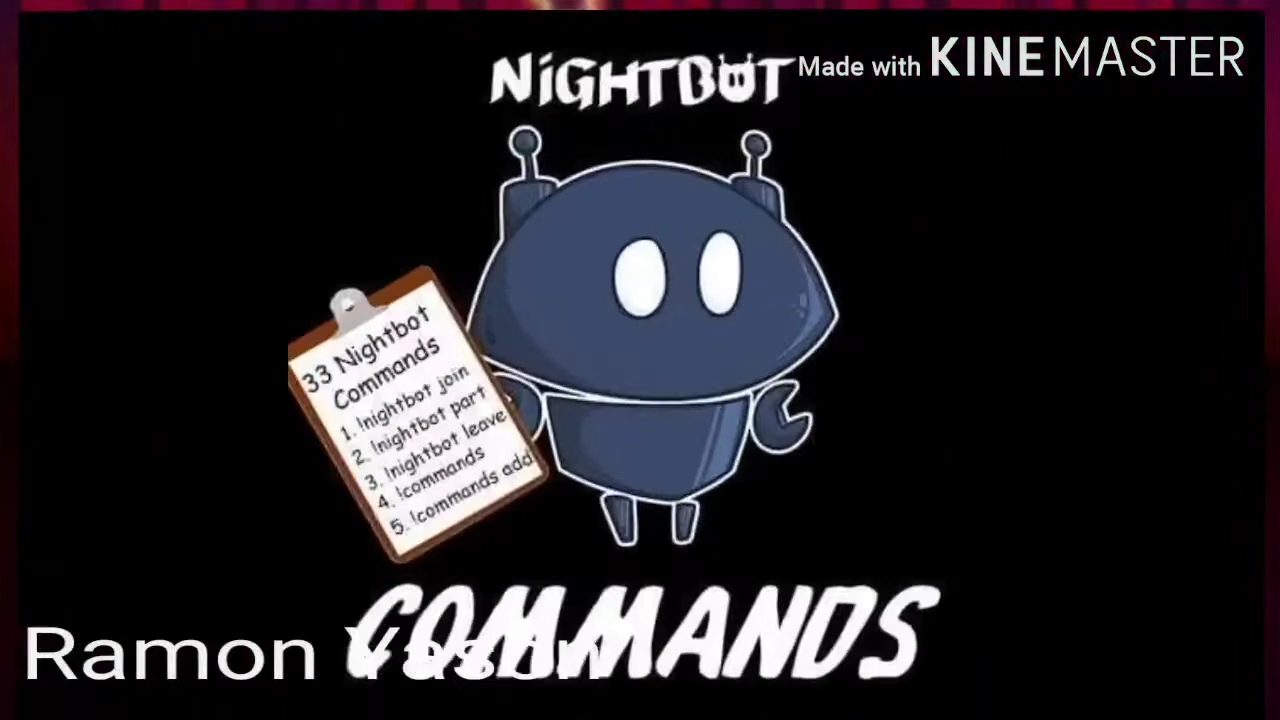 NiGHTBOT
Made with KINEMASTER
33 Nightbot
Commands
1. !nightbot join
2. !nightbot part
3. !nightbot leave
4. !commands
5. !commands add
COMMANDS
Ramon Yason